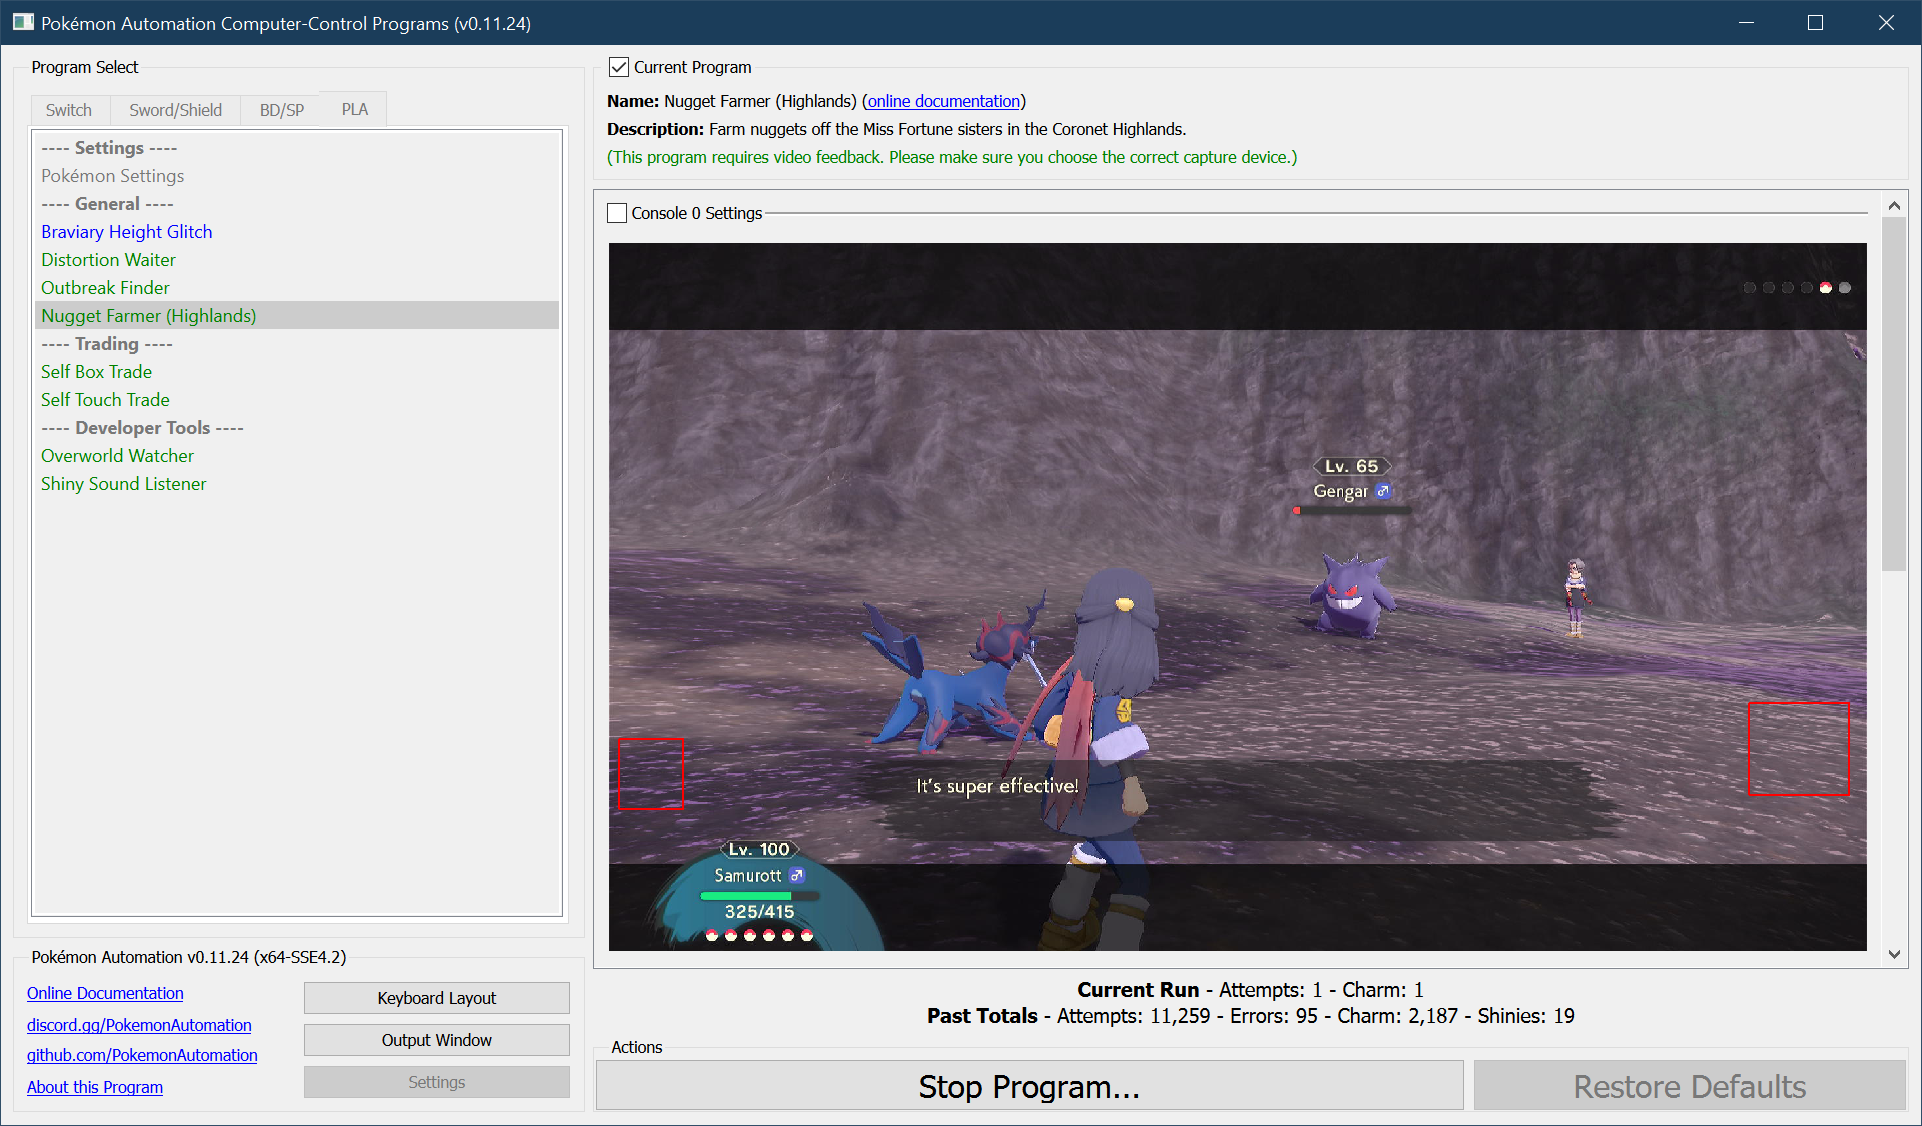 Pokémon Automation Computer-Control Programs (v0.11.24)
Program Select
Switch
Sword/Shield
BD/SP
PLA
---- Settings ----
Pokémon Settings
---- General ----
Braviary Height Glitch
Distortion Waiter
Outbreak Finder
Nugget Farmer (Highlands)
---- Trading ----
Self Box Trade
Self Touch Trade
---- Developer Tools ----
Overworld Watcher
Shiny Sound Listener
Pokémon Automation v0.11.24 (x64-SSE4.2)
Online Documentation
discord.gg/PokemonAutomation
github.com/PokemonAutomation
About this Program
Keyboard Layout
Output Window
Settings
Current Program
Name: Nugget Farmer (Highlands) (online documentation)
Description: Farm nuggets off the Miss Fortune sisters in the Coronet Highlands.
(This program requires video feedback. Please make sure you choose the correct capture device.)
Console 0 Settings
Lv. 65
Gengar ♂
It's super effective!
Lv. 100
Samurott ♂
325/415
Current Run - Attempts: 1 - Charm: 1
Past Totals - Attempts: 11,259 - Errors: 95 - Charm: 2,187 - Shinies: 19
Actions
Stop Program...
Restore Defaults